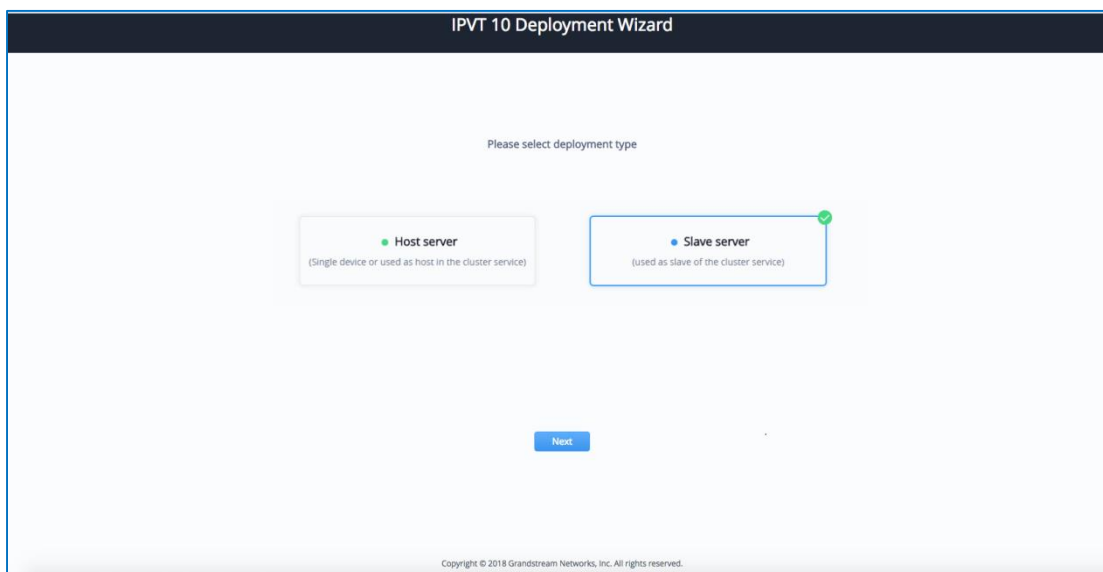 IPVT 10 Deployment Wizard
Please select deployment type
Host server
(Single device or used as host in the cluster service)
Slave server
(used as slave of the cluster service)
Next
Copyright © 2018 Grandstream Networks, Inc. All rights reserved.